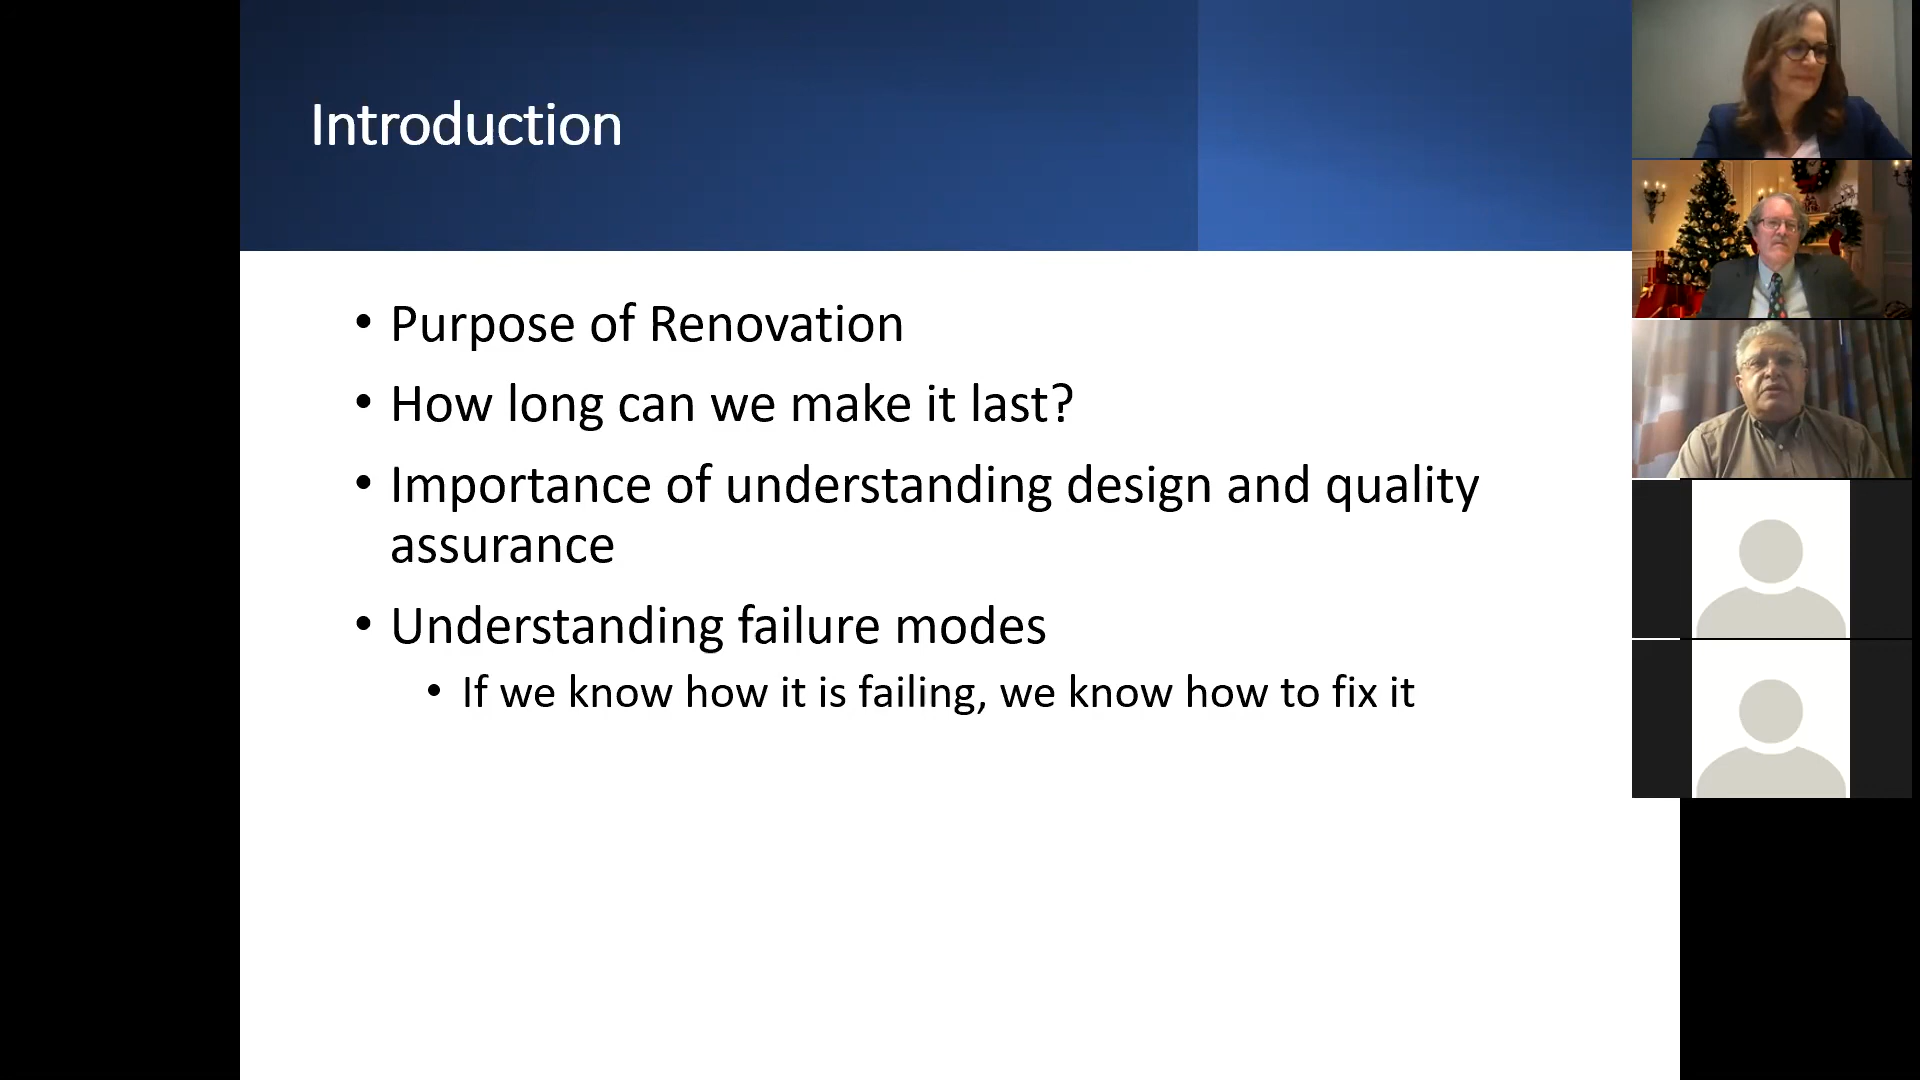 Introduction
• Purpose of Renovation
• How long can we make it last?
• Importance of understanding design and quality
assurance
• Understanding failure modes
• If we know how it is failing, we know how to fix it